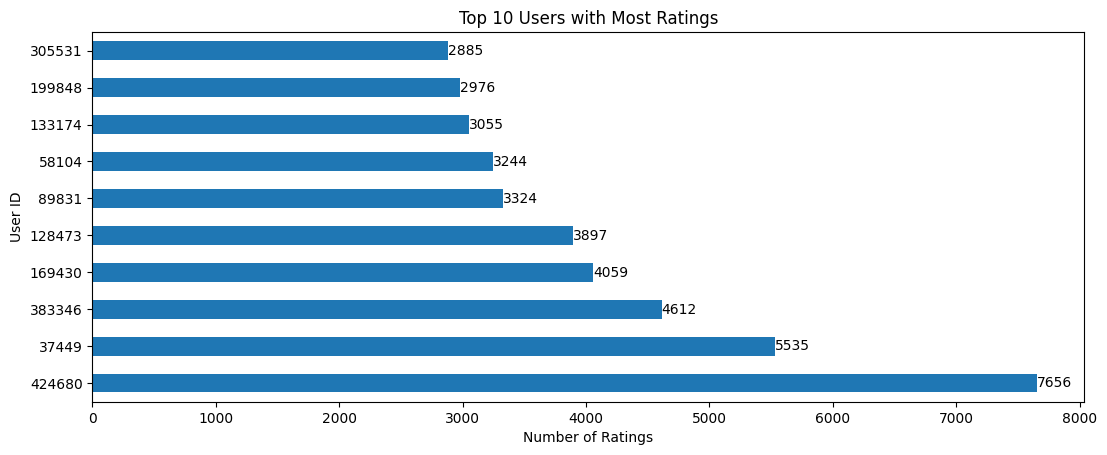 Top 10 Users with Most Ratings
User ID
305531 2885
199848 2976
133174 3055
58104 3244
89831 3324
128473 3897
169430 4059
383346 4612
37449 5535
424680 7656
0 1000 2000 3000 4000 5000 6000 7000 8000
Number of Ratings